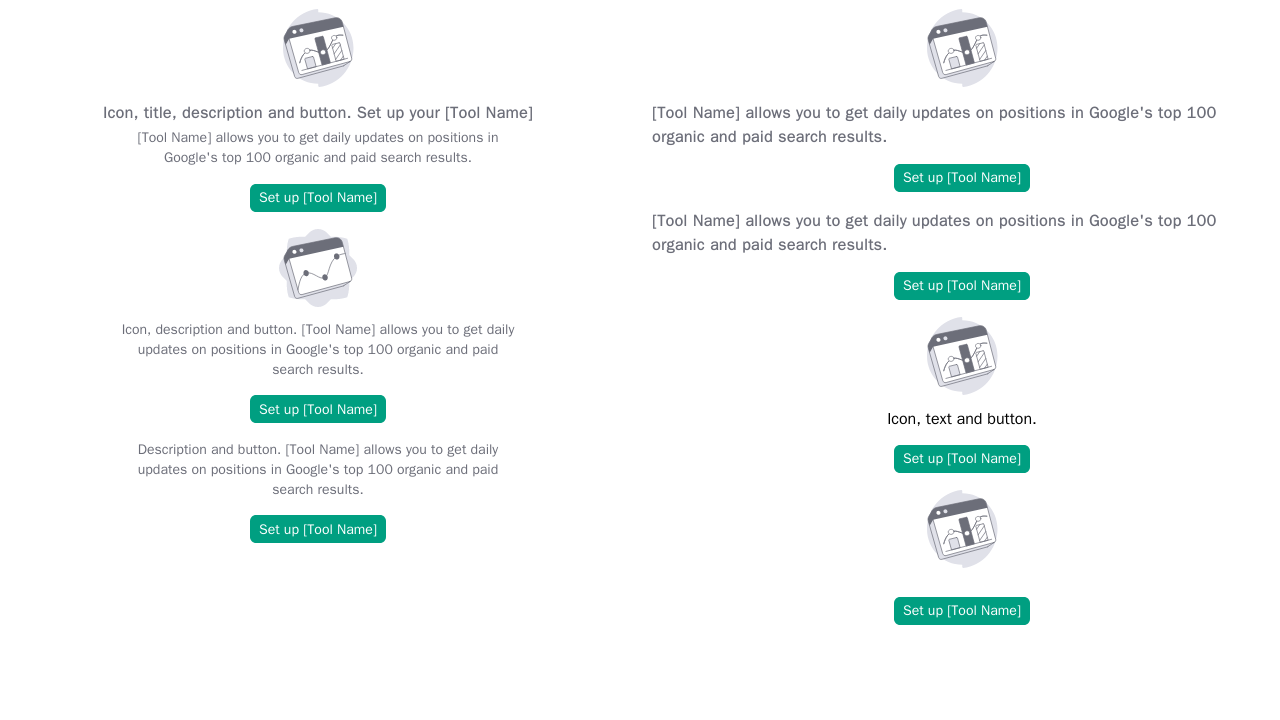 Icon, title, description and button. Set up your [Tool Name]
[Tool Name] allows you to get daily updates on positions in
Google's top 100 organic and paid search results.
Set up [Tool Name]
Icon, description and button. [Tool Name] allows you to get daily
updates on positions in Google's top 100 organic and paid
search results.
Set up [Tool Name]
Description and button. [Tool Name] allows you to get daily
updates on positions in Google's top 100 organic and paid
search results.
Set up [Tool Name]
[Tool Name] allows you to get daily updates on positions in Google's top 100
organic and paid search results.
Set up [Tool Name]
[Tool Name] allows you to get daily updates on positions in Google's top 100
organic and paid search results.
Set up [Tool Name]
Icon, text and button.
Set up [Tool Name]
Set up [Tool Name]